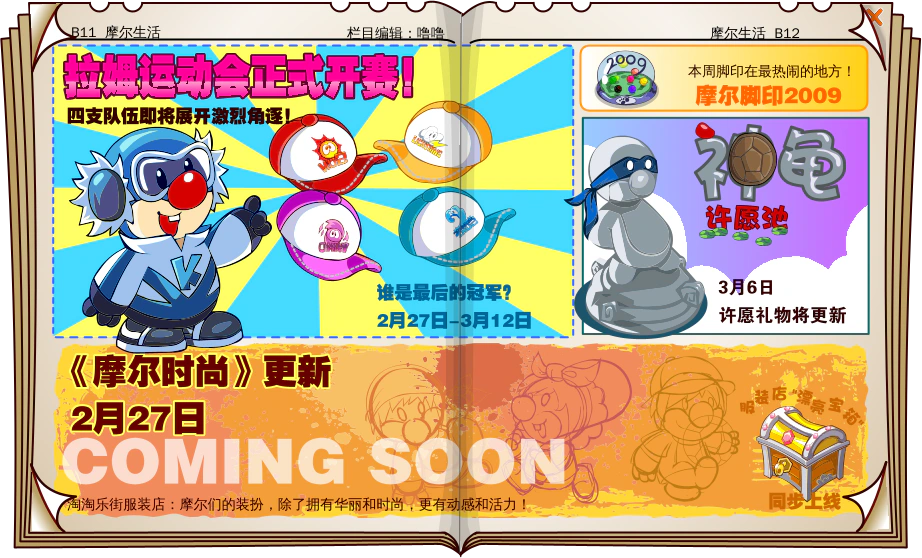 B11 摩尔生活
栏目编辑：噜噜
摩尔生活 B12
拉姆运动会正式开赛！
四支队伍即将展开激烈角逐！
谁是最后的冠军？
2月27日-3月12日
2009
本周脚印在最热闹的地方！
摩尔脚印2009
神龟
许愿池
3月6日
许愿礼物将更新
《摩尔时尚》更新
2月27日
COMING SOON
服装店“漂亮宝箱”
同步上线
淘淘乐街服装店：摩尔们的装扮，除了拥有华丽和时尚，更有动感和活力！